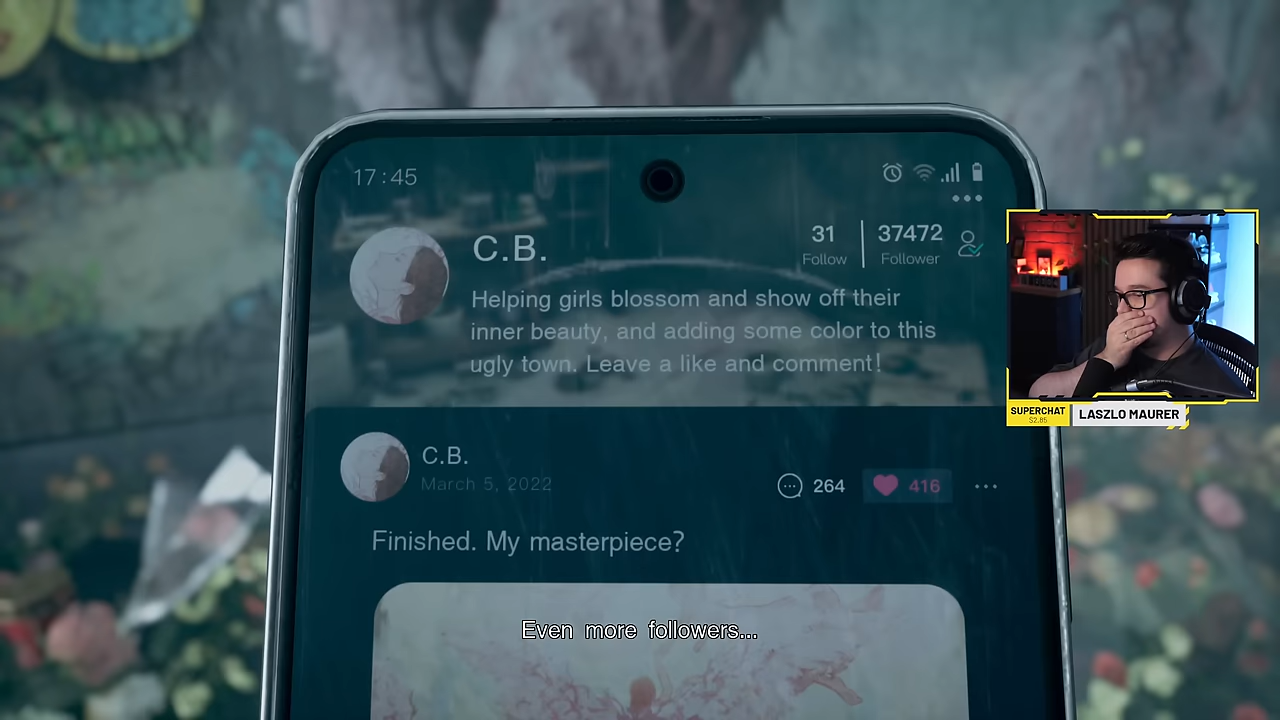 17:45
C.B.
31
Follow
37472
Follower
Helping girls blossom and show off their
inner beauty, and adding some color to this
ugly town. Leave a like and comment!
C.B.
March 5, 2022
264
416
Finished. My masterpiece?
Even more followers...
SUPERCHAT
$2.85
LASZLO MAURER